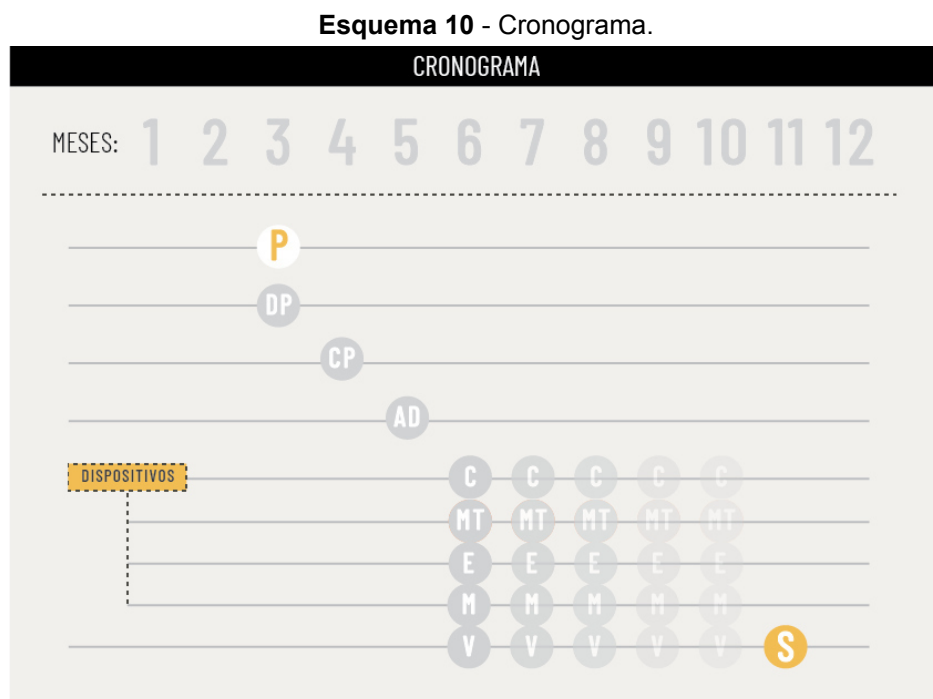 Esquema 10 - Cronograma.
CRONOGRAMA
MESES: 1 2 3 4 5 6 7 8 9 10 11 12
P
DP
CP
AD
DISPOSITIVOS C C C C C
MT MT MT MT MT
E E E E E
M M M M M
V V V V V S